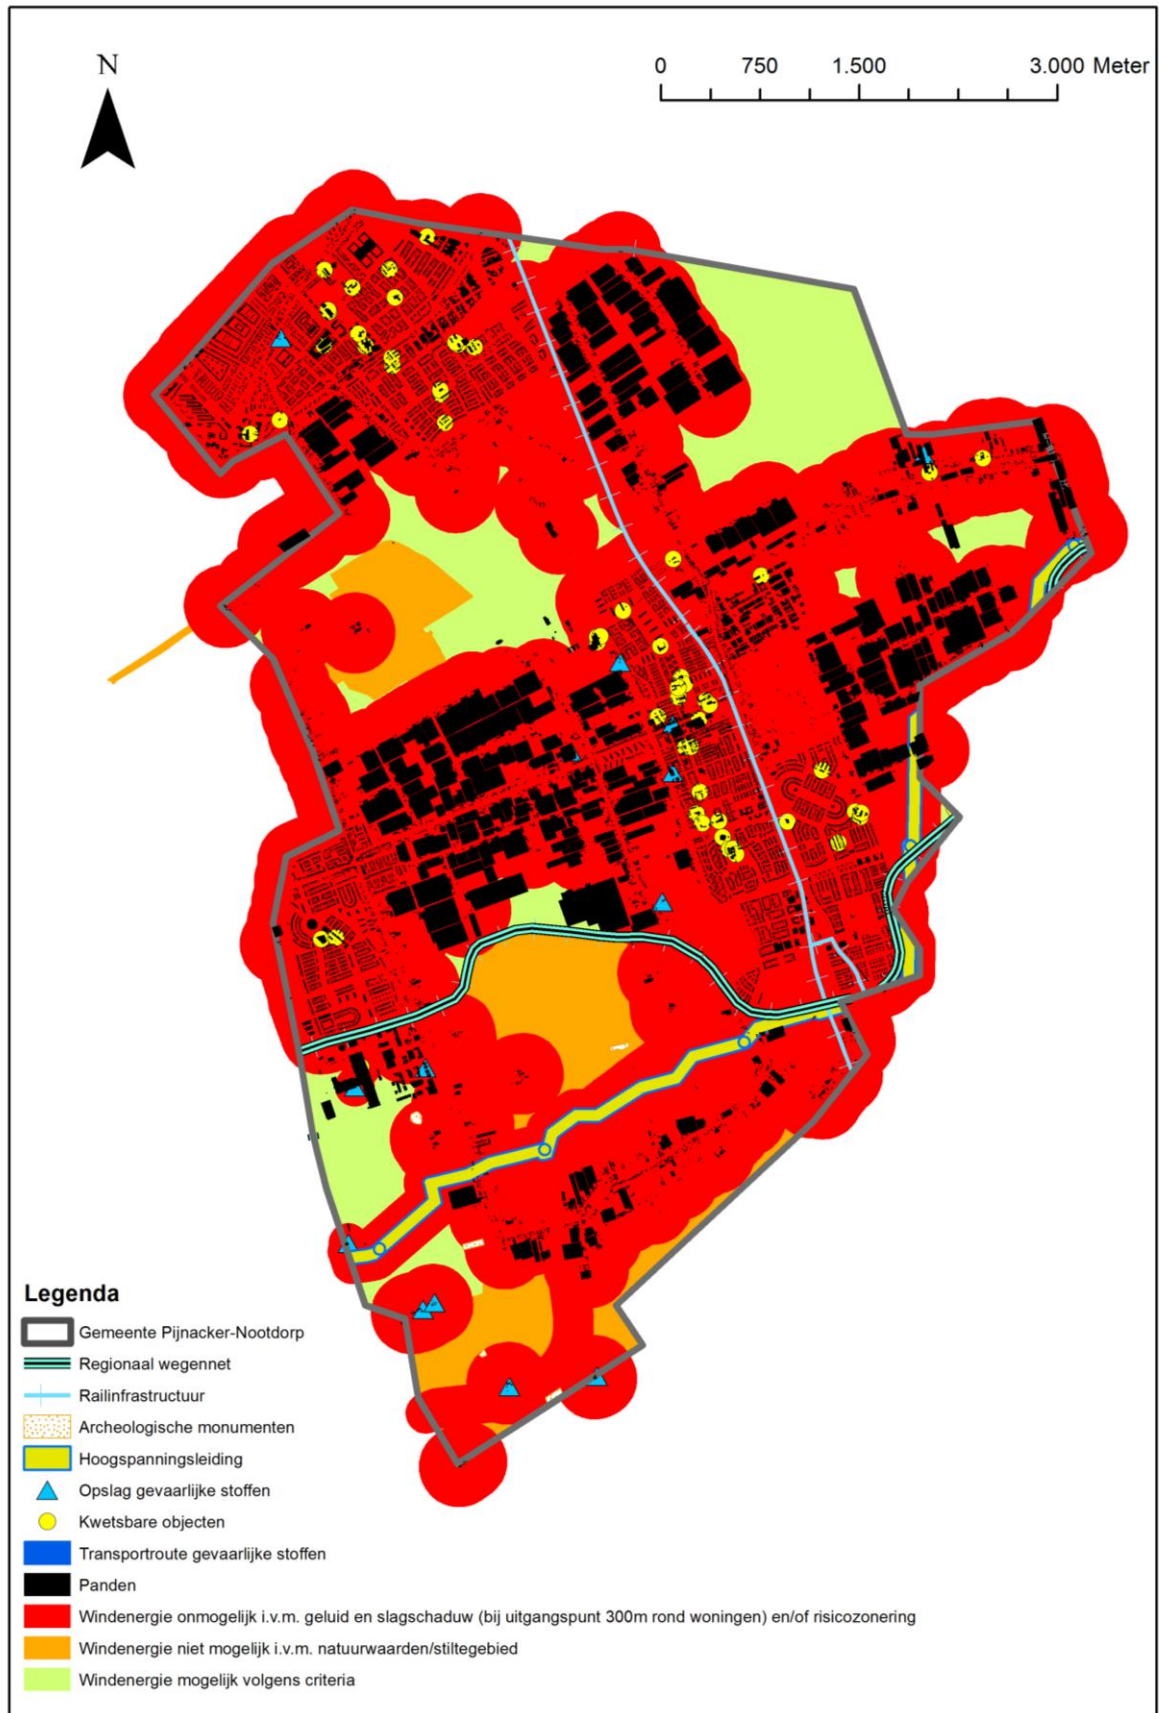 N
0 750 1.500 3.000 Meter
Legenda
Gemeente Pijnacker-Nootdorp
Regionaal wegennet
Railinfrastructuur
Archeologische monumenten
Hoogspanningsleiding
Opslag gevaarlijke stoffen
Kwetsbare objecten
Transportroute gevaarlijke stoffen
Panden
Windenergie onmogelijk i.v.m. geluid en slagschaduw (bij uitgangspunt 300m rond woningen) en/of risicozonering
Windenergie niet mogelijk i.v.m. natuurwaarden/stiltegebied
Windenergie mogelijk volgens criteria